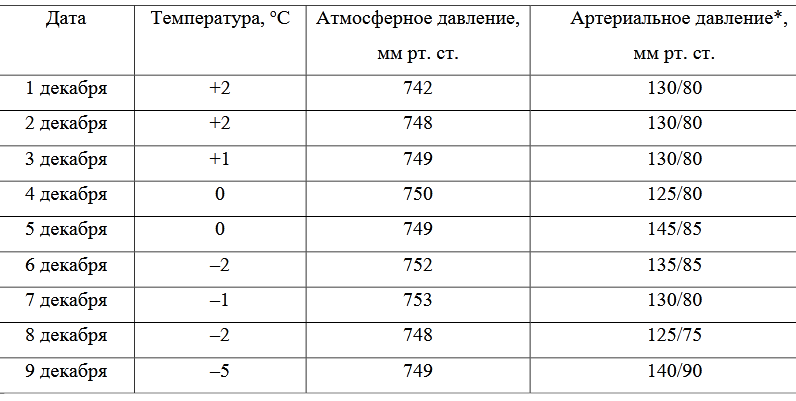 Дата Температура, °С Атмосферное давление, Артериальное давление*,
мм рт. ст. мм рт. ст.
1 декабря +2 742 130/80
2 декабря +2 748 130/80
3 декабря +1 749 130/80
4 декабря 0 750 125/80
5 декабря 0 749 145/85
6 декабря –2 752 135/85
7 декабря –1 753 130/80
8 декабря –2 748 125/75
9 декабря –5 749 140/90